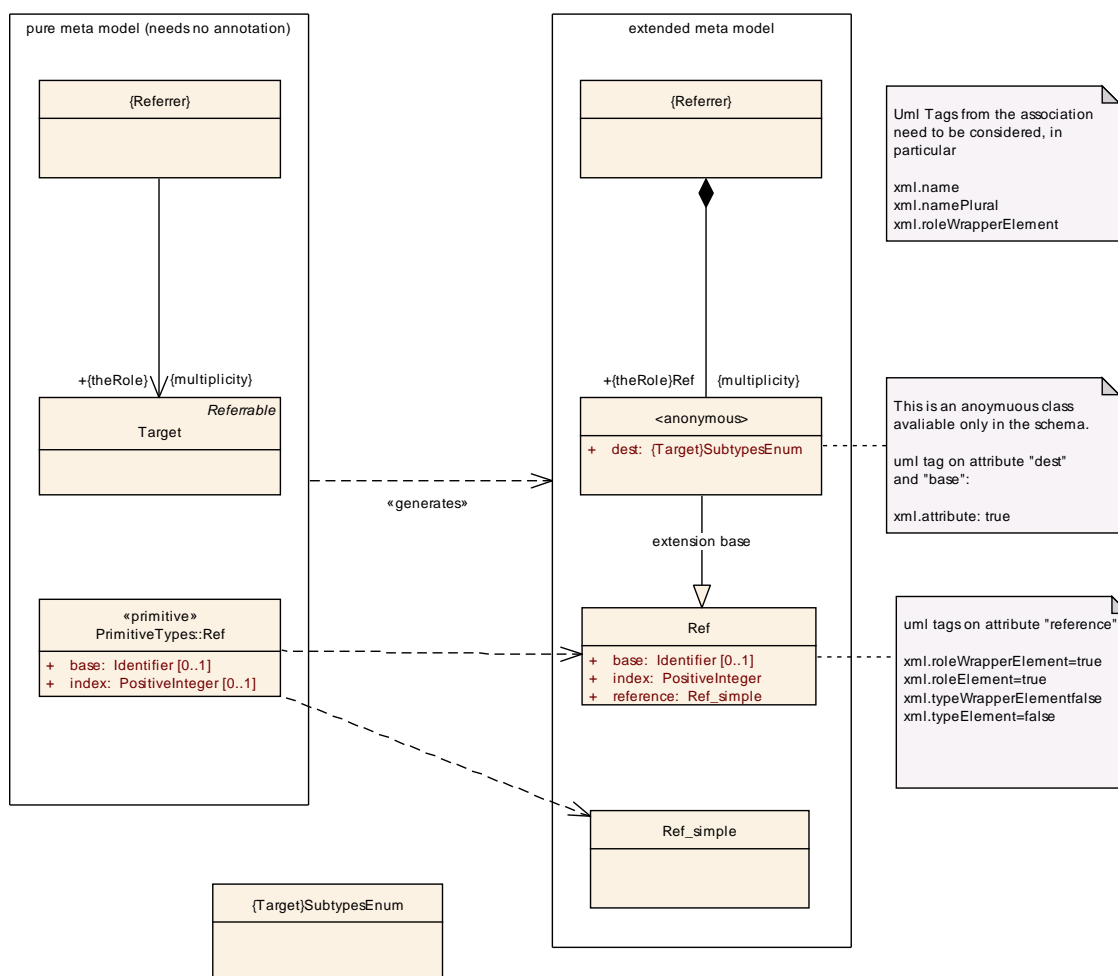 pure meta model (needs no annotation)
{Referrer}
+{theRole}
{multiplicity}
Referrable
Target
«generates»
«primitive»
PrimitiveTypes::Ref
+ base: Identifier [0..1]
+ index: PositiveInteger [0..1]
{Target}SubtypesEnum
extended meta model
{Referrer}
+{theRole}Ref
{multiplicity}
<anonymous>
+ dest: {Target}SubtypesEnum
extension base
Ref
+ base: Identifier [0..1]
+ index: PositiveInteger
+ reference: Ref_simple
Ref_simple
Uml Tags from the association
need to be considered, in
particular
xml.name
xml.namePlural
xml.roleWrapperElement
This is an anoymuous class
avaliable only in the schema.
uml tag on attribute "dest"
and "base":
xml.attribute: true
uml tags on attribute "reference"
xml.roleWrapperElement=true
xml.roleElement=true
xml.typeWrapperElementfalse
xml.typeElement=false